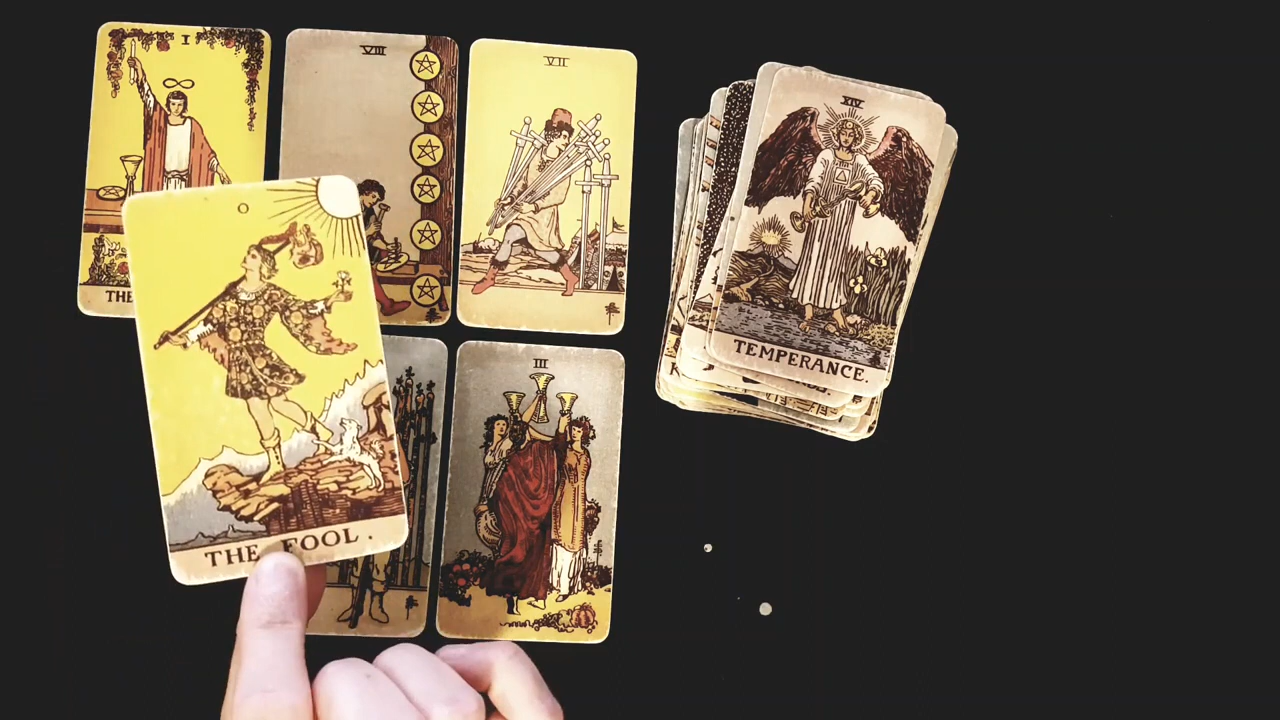 I
VIII
VII
XIV
THE
0
THE FOOL.
III
TEMPERANCE.